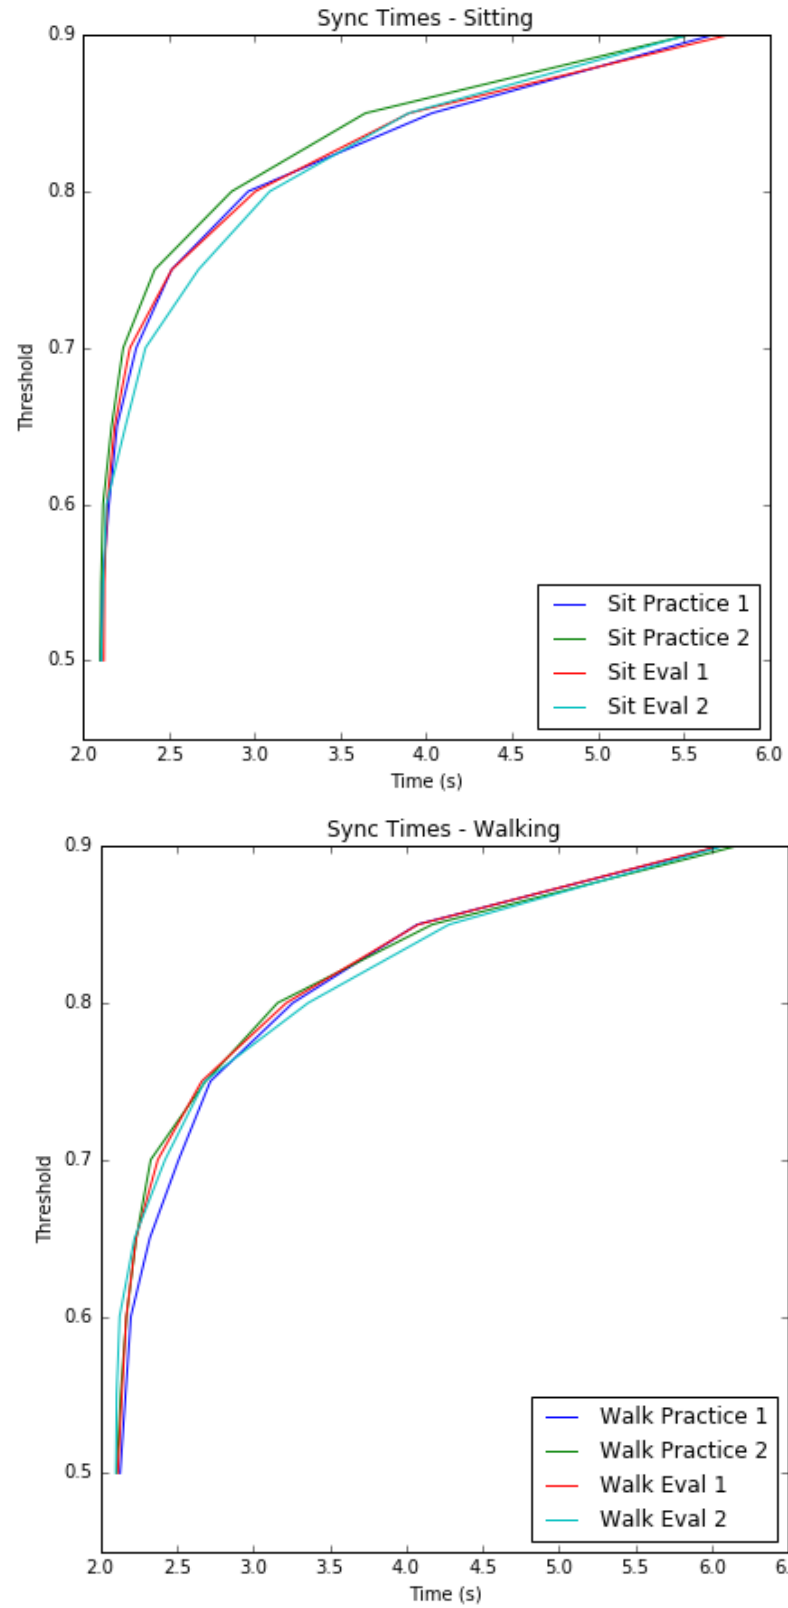 Sync Times - Sitting
0.9
0.8
0.7
Threshold
0.6
0.5
Sit Practice 1
Sit Practice 2
Sit Eval 1
Sit Eval 2
2.0 2.5 3.0 3.5 4.0 4.5 5.0 5.5 6.0
Time (s)
Sync Times - Walking
0.9
0.8
0.7
Threshold
0.6
0.5
Walk Practice 1
Walk Practice 2
Walk Eval 1
Walk Eval 2
2.0 2.5 3.0 3.5 4.0 4.5 5.0 5.5 6.0
Time (s)